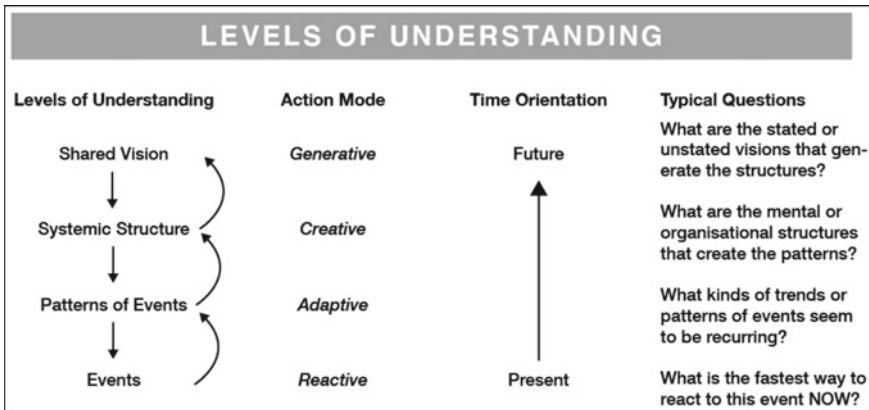 LEVELS OF UNDERSTANDING
Levels of Understanding
Action Mode
Time Orientation
Typical Questions
Shared Vision
Generative
Future
What are the stated or
unstated visions that gen-
erate the structures?
Systemic Structure
Creative
What are the mental or
organisational structures
that create the patterns?
Patterns of Events
Adaptive
What kinds of trends or
patterns of events seem
to be recurring?
Events
Reactive
Present
What is the fastest way to
react to this event NOW?